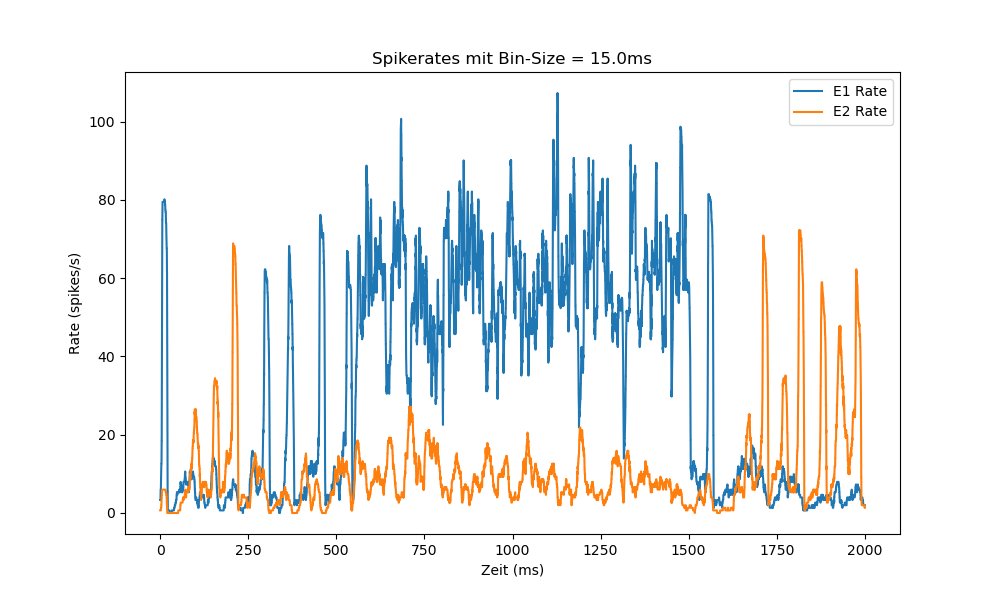 Spikerates mit Bin-Size = 15.0ms
E1 Rate
E2 Rate
Rate (spikes/s)
100
80
60
40
20
0
0 250 500 750 1000 1250 1500 1750 2000
Zeit (ms)